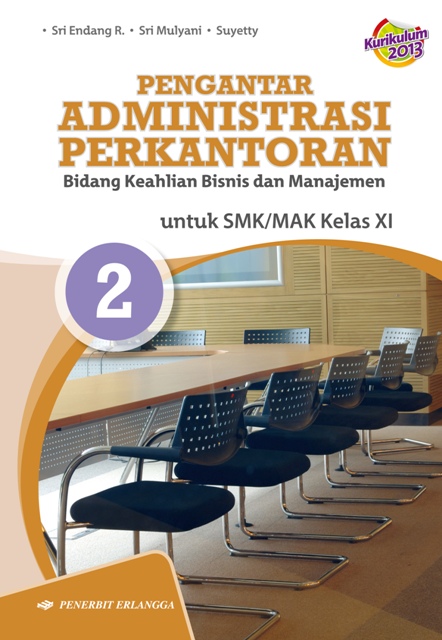 • Sri Endang R. • Sri Mulyani • Suyetty
Kurikulum
2013
PENGANTAR
ADMINISTRASI
PERKANTORAN
Bidang Keahlian Bisnis dan Manajemen
untuk SMK/MAK Kelas XI
2
PENERBIT ERLANGGA